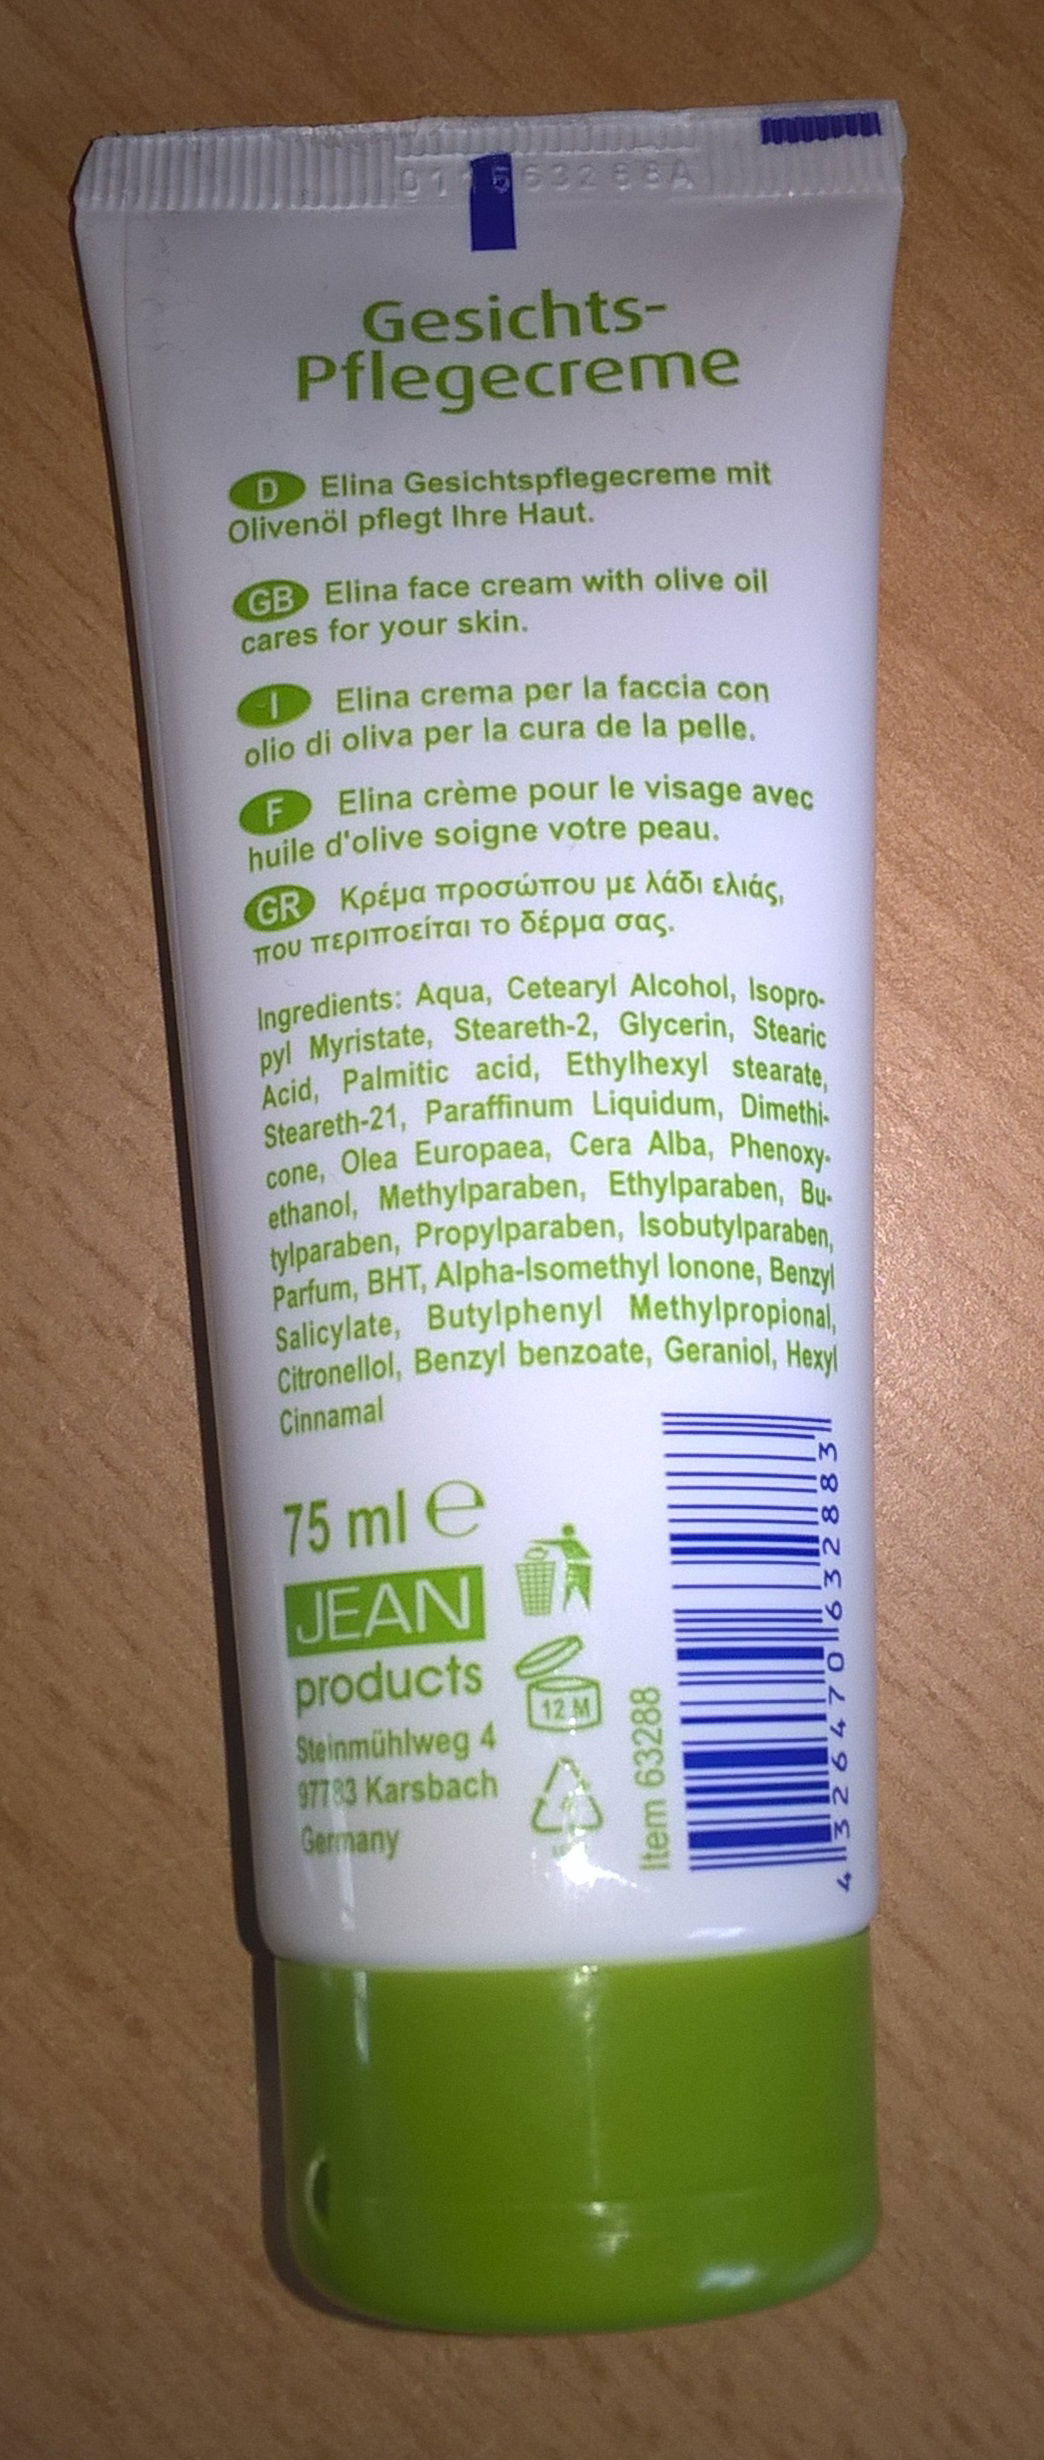 Gesichts-
Pflegecreme
D Elina Gesichtspflegecreme mit
Olivenöl pflegt Ihre Haut.
GB Elina face cream with olive oil
cares for your skin.
I Elina crema per la faccia con
olio di oliva per la cura de la pelle.
F Elina crème pour le visage avec
huile d'olive soigne votre peau.
GR Κρέμα προσώπου με λάδι ελιάς,
που περιποείται το δέρμα σας.
Ingredients: Aqua, Cetearyl Alcohol, Isopro-
pyl Myristate, Steareth-2, Glycerin, Stearic
Acid, Palmitic acid, Ethylhexyl stearate,
Steareth-21, Paraffinum Liquidum, Dimethi-
cone, Olea Europaea, Cera Alba, Phenoxy-
ethanol, Methylparaben, Ethylparaben, Bu-
tylparaben, Propylparaben, Isobutylparaben,
Parfum, BHT, Alpha-Isomethyl Ionone, Benzyl
Salicylate, Butylphenyl Methylpropional,
Citronellol, Benzyl benzoate, Geraniol, Hexyl
Cinnamal
75 ml e
JEAN
products
Steinmühlweg 4
97783 Karsbach
Germany
12 M
Item 63288
4 326470 632883